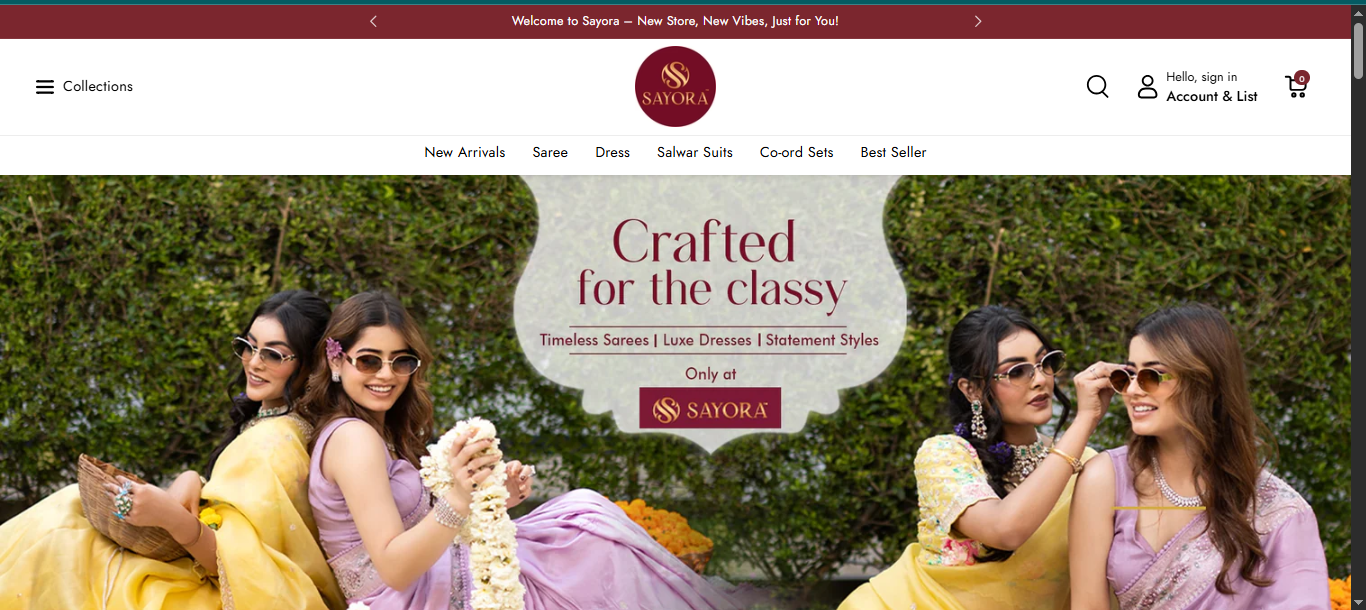 Welcome to Sayora – New Store, New Vibes, Just for You!
Collections
SAYORA
Hello, sign in
Account & List
0
New Arrivals Saree Dress Salwar Suits Co-ord Sets Best Seller
Crafted
for the classy
Timeless Sarees | Luxe Dresses | Statement Styles
Only at
SAYORA